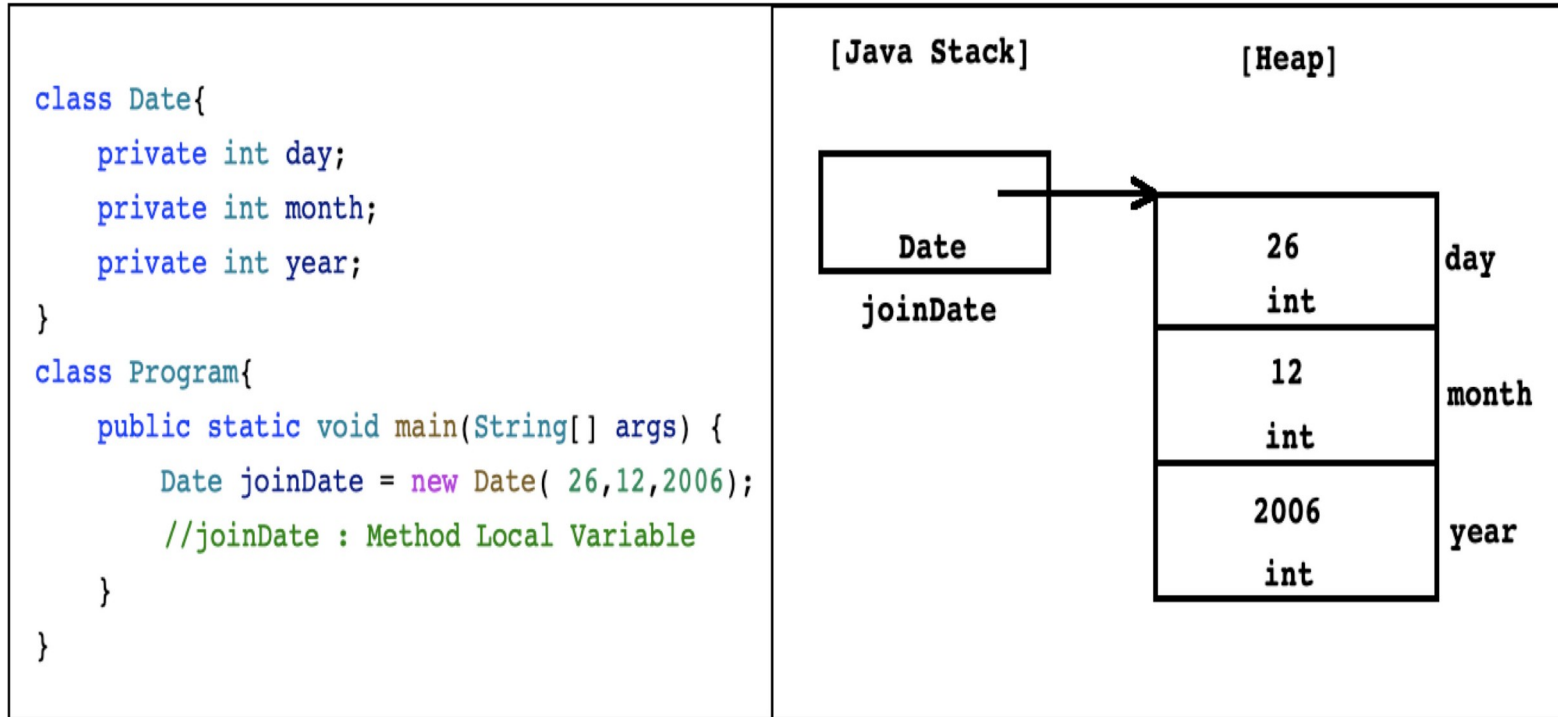 class Date{
    private int day;
    private int month;
    private int year;
}
class Program{
    public static void main(String[] args) {
        Date joinDate = new Date( 26,12,2006);
        //joinDate : Method Local Variable
    }
}
[Java Stack]
[Heap]
Date
joinDate
26
int
day
12
int
month
2006
int
year